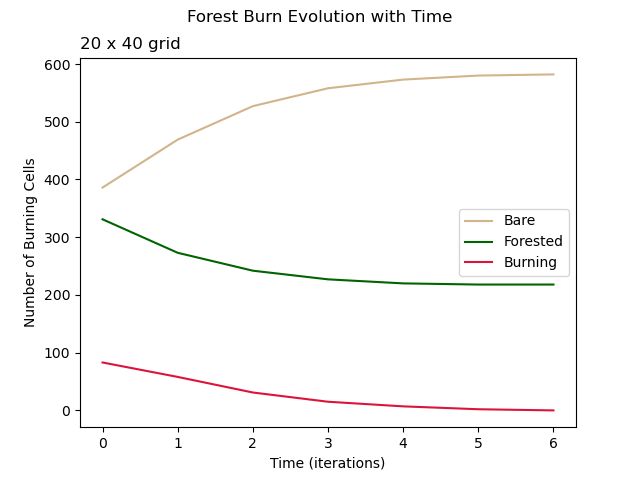 Forest Burn Evolution with Time
20 x 40 grid
600
500
400
300
200
100
0
Number of Burning Cells
Bare
Forested
Burning
0 1 2 3 4 5 6
Time (iterations)